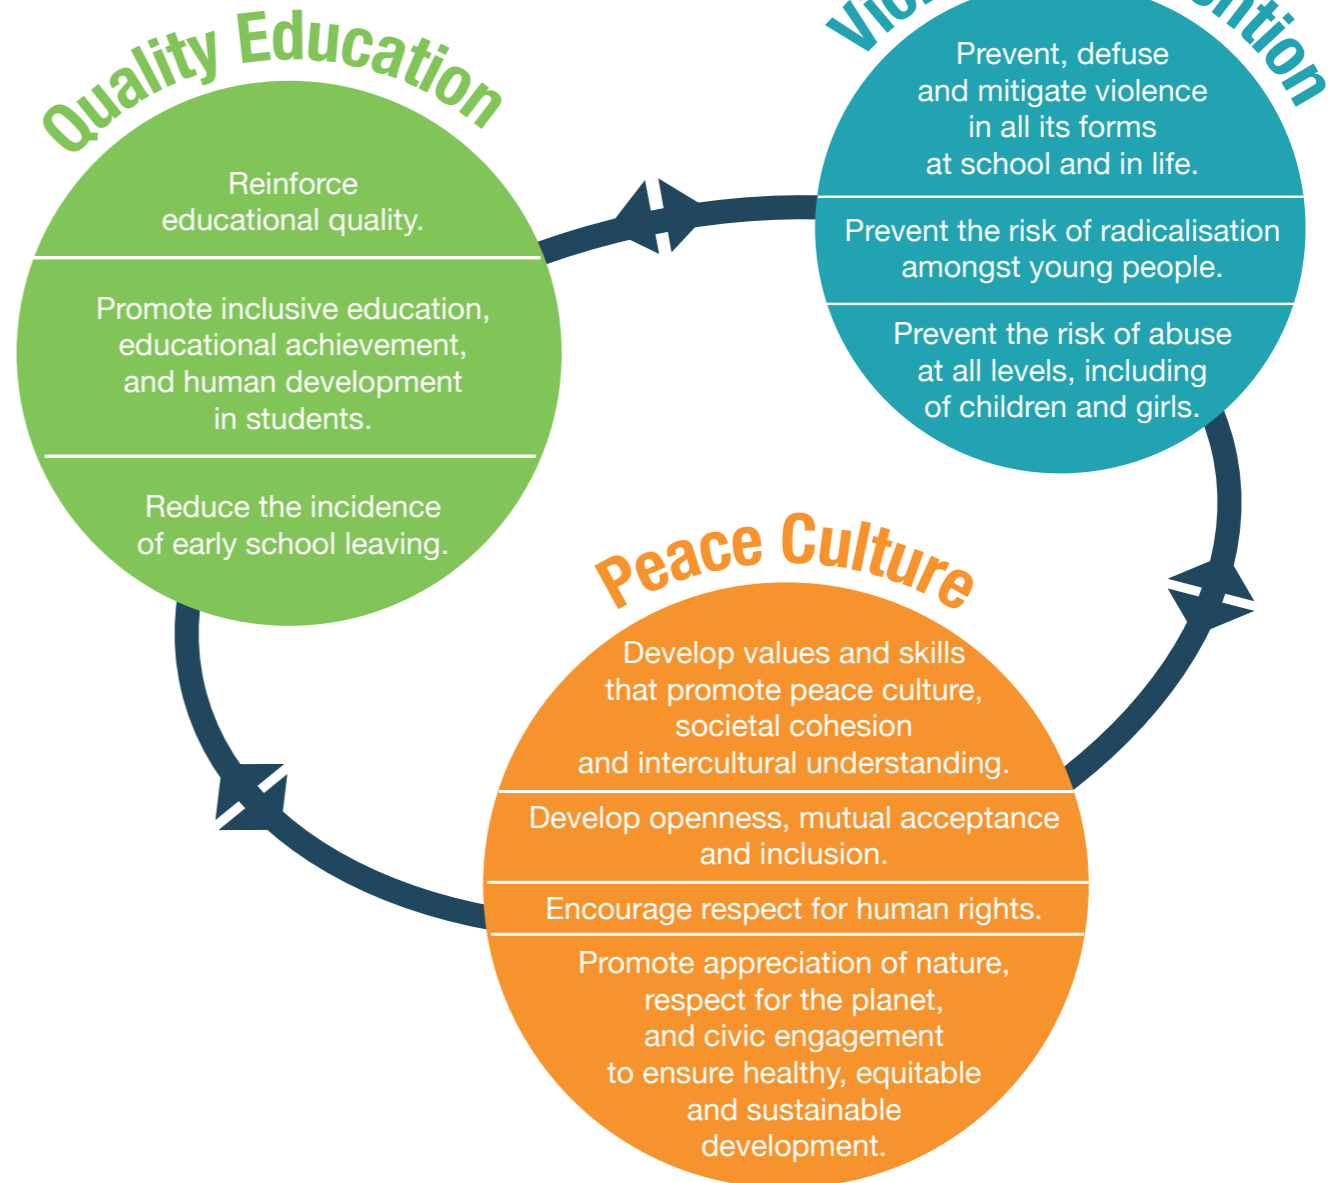 Quality Education
Reinforce
educational quality.
Promote inclusive education,
educational achievement,
and human development
in students.
Reduce the incidence
of early school leaving.
Prevent, defuse
and mitigate violence
in all its forms
at school and in life.
Prevent the risk of radicalisation
amongst young people.
Prevent the risk of abuse
at all levels, including
of children and girls.
Peace Culture
Develop values and skills
that promote peace culture,
societal cohesion
and intercultural understanding.
Develop openness, mutual acceptance
and inclusion.
Encourage respect for human rights.
Promote appreciation of nature,
respect for the planet,
and civic engagement
to ensure healthy, equitable
and sustainable
development.